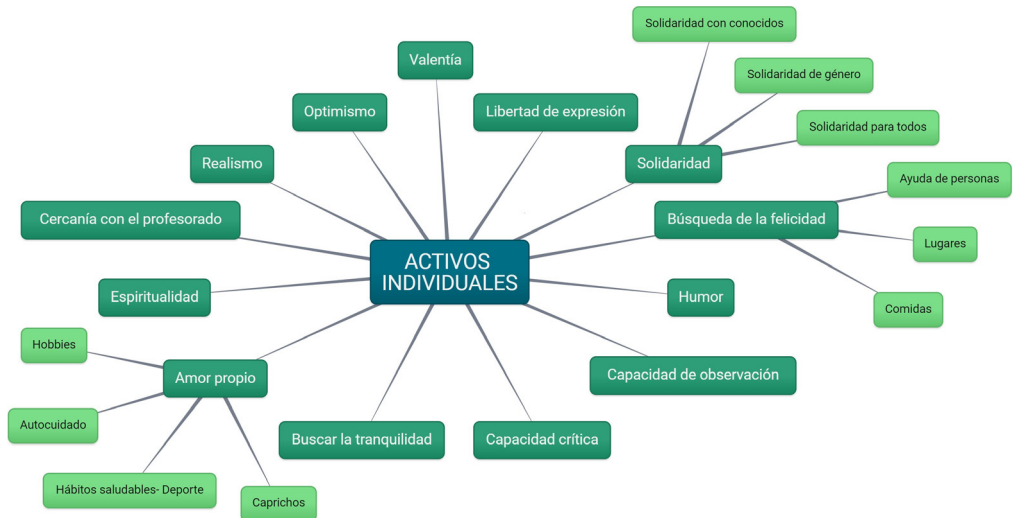 Solidaridad con conocidos
Valentía
Solidaridad de género
Optimismo
Libertad de expresión
Solidaridad para todos
Realismo
Solidaridad
Ayuda de personas
Cercanía con el profesorado
Búsqueda de la felicidad
Lugares
ACTIVOS
INDIVIDUALES
Espiritualidad
Humor
Comidas
Hobbies
Amor propio
Capacidad de observación
Autocuidado
Buscar la tranquilidad
Capacidad crítica
Hábitos saludables- Deporte
Caprichos